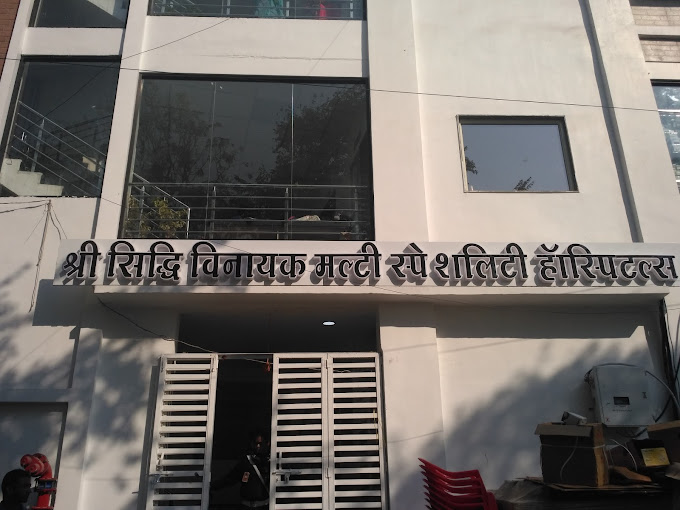 श्री सिद्धि विनायक मल्टी स्पे शलिटी हॉस्पिटल्स